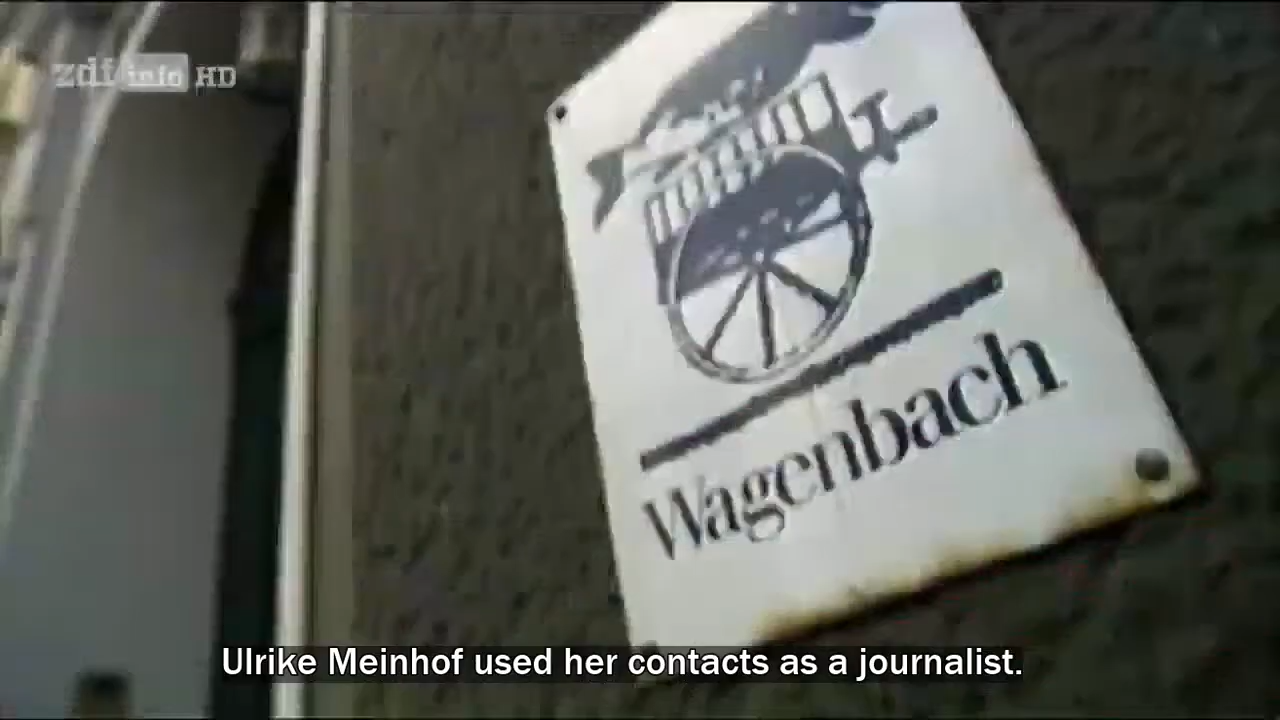 zdf info HD
Wagenbach
Ulrike Meinhof used her contacts as a journalist.